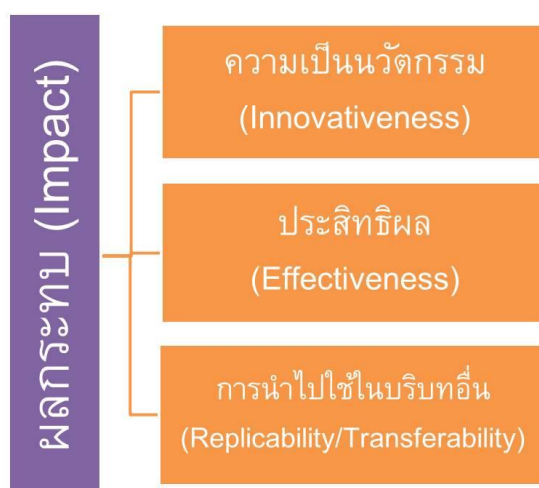 ผลกระทบ (Impact)
ความเป็นนวัตกรรม
(Innovativeness)
ประสิทธิผล
(Effectiveness)
การนำไปใช้ในบริบทอื่น
(Replicability/Transferability)